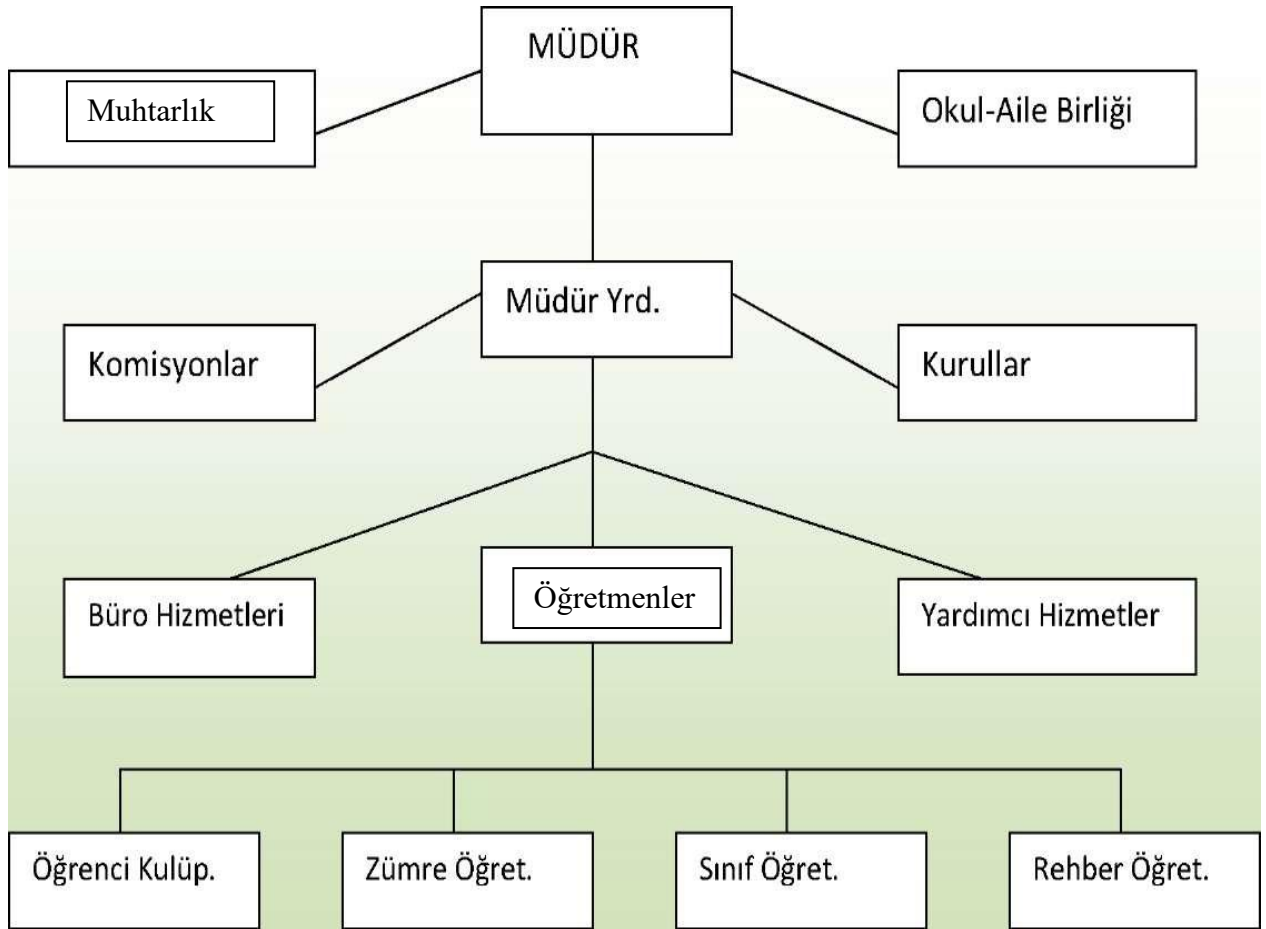 MÜDÜR
Muhtarlık
Okul-Aile Birliği
Müdür Yrd.
Komisyonlar
Kurullar
Büro Hizmetleri
Öğretmenler
Yardımcı Hizmetler
Öğrenci Kulüp.
Zümre Öğret.
Sınıf Öğret.
Rehber Öğret.